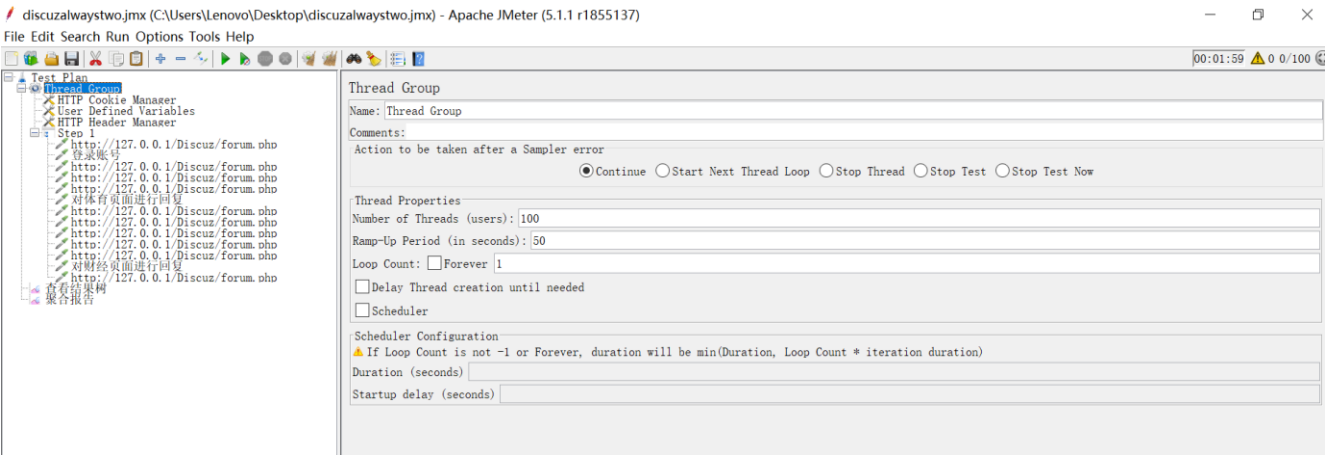 discuzalwaystwo.jmx (C:\Users\Lenovo\Desktop\discuzalwaystwo.jmx) - Apache JMeter (5.1.1 r1855137)
File Edit Search Run Options Tools Help
00:01:59 0 0/100
Test Plan
Thread Group
HTTP Cookie Manager
User Defined Variables
HTTP Header Manager
Step 1
http://127.0.0.1/Discuz/forum.php
登录账号
http://127.0.0.1/Discuz/forum.php
http://127.0.0.1/Discuz/forum.php
http://127.0.0.1/Discuz/forum.php
对体育页面进行回复
http://127.0.0.1/Discuz/forum.php
http://127.0.0.1/Discuz/forum.php
http://127.0.0.1/Discuz/forum.php
http://127.0.0.1/Discuz/forum.php
http://127.0.0.1/Discuz/forum.php
对财经页面进行回复
http://127.0.0.1/Discuz/forum.php
查看结果树
聚合报告
Thread Group
Name: Thread Group
Comments:
Action to be taken after a Sampler error
Continue Start Next Thread Loop Stop Thread Stop Test Stop Test Now
Thread Properties
Number of Threads (users): 100
Ramp-Up Period (in seconds): 50
Loop Count: Forever 1
Delay Thread creation until needed
Scheduler
Scheduler Configuration
If Loop Count is not -1 or Forever, duration will be min(Duration, Loop Count * iteration duration)
Duration (seconds)
Startup delay (seconds)